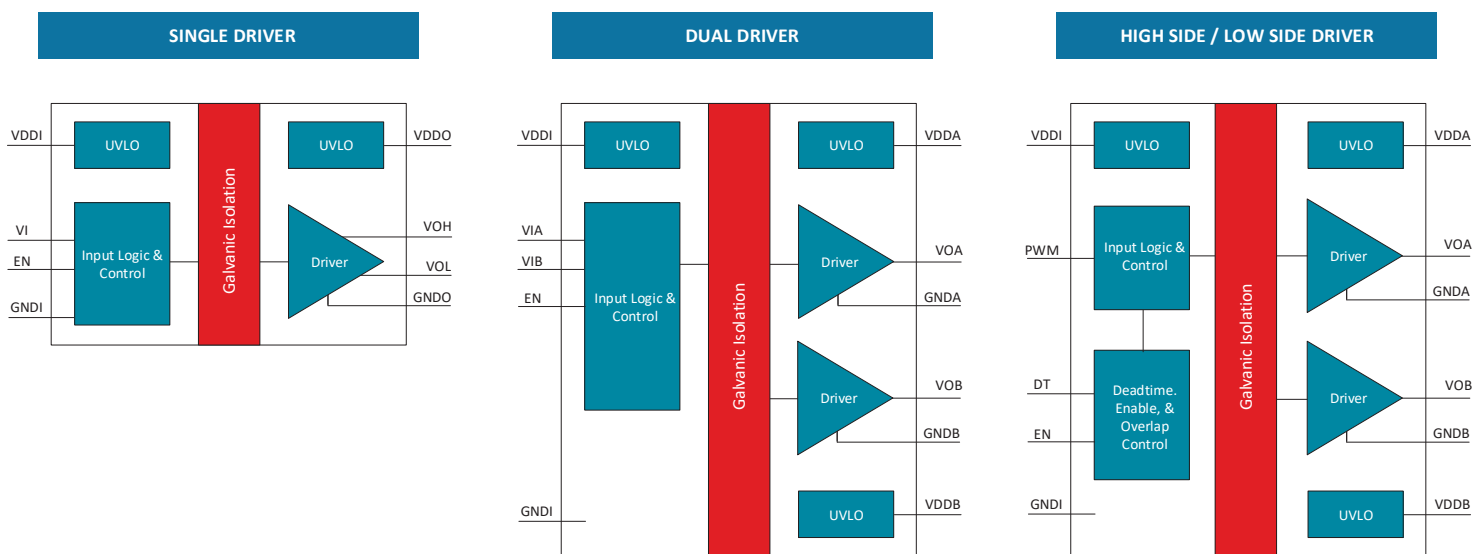 SINGLE DRIVER
VDDI
UVLO
UVLO
VDDO
VI
EN
GNDI
Input Logic &
Control
Galvanic Isolation
Driver
VOH
VOL
GNDO
DUAL DRIVER
VDDI
UVLO
UVLO
VDDA
VIA
VIB
EN
Input Logic &
Control
Galvanic Isolation
Driver
VOA
GNDA
Driver
VOB
GNDB
GNDI
UVLO
VDDB
HIGH SIDE / LOW SIDE DRIVER
VDDI
UVLO
UVLO
VDDA
PWM
Input Logic &
Control
Galvanic Isolation
Driver
VOA
GNDA
DT
EN
Deadtime.
Enable, &
Overlap
Control
Driver
VOB
GNDB
GNDI
UVLO
VDDB